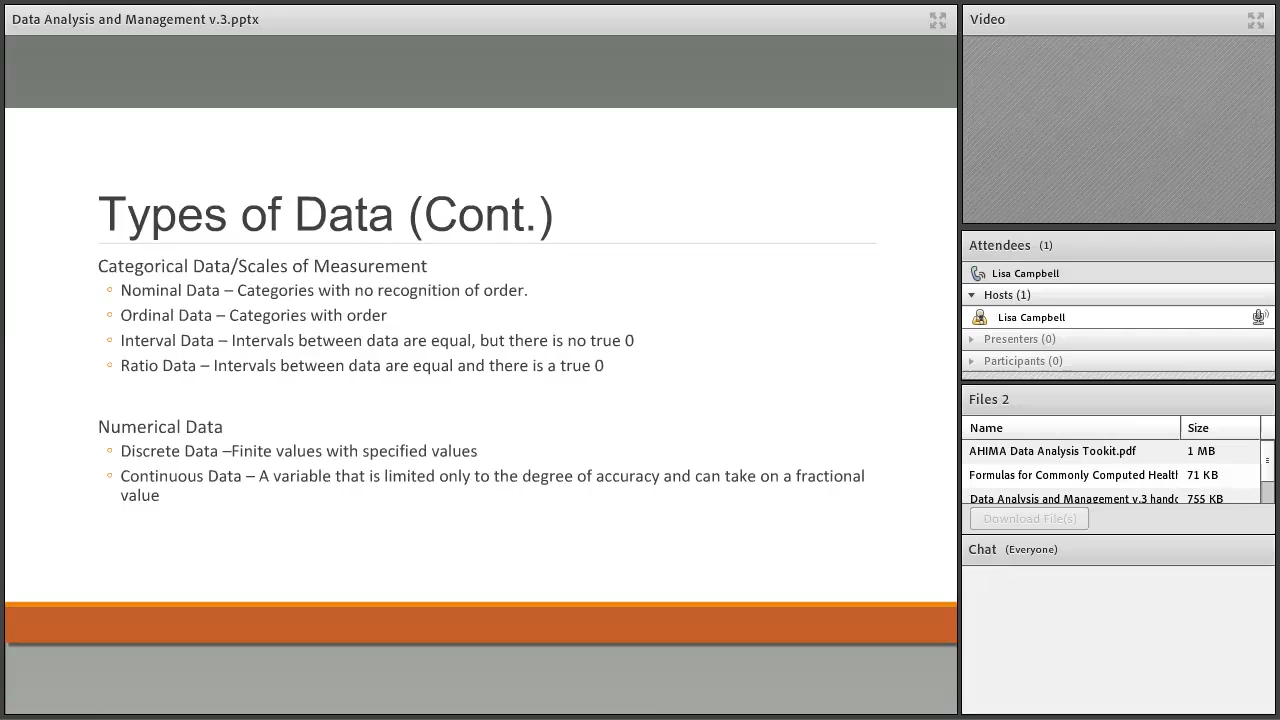 Data Analysis and Management v.3.pptx
Types of Data (Cont.)
Categorical Data/Scales of Measurement
◦ Nominal Data – Categories with no recognition of order.
◦ Ordinal Data – Categories with order
◦ Interval Data – Intervals between data are equal, but there is no true 0
◦ Ratio Data – Intervals between data are equal and there is a true 0
Numerical Data
◦ Discrete Data –Finite values with specified values
◦ Continuous Data – A variable that is limited only to the degree of accuracy and can take on a fractional
value
Video
Attendees (1)
Lisa Campbell
Hosts (1)
Lisa Campbell
Presenters (0)
Participants (0)
Files 2
Name Size
AHIMA Data Analysis Tookit.pdf 1 MB
Formulas for Commonly Computed Healt 71 KB
Data Analysis and Management v.3 handc 755 KB
Download File(s)
Chat (Everyone)